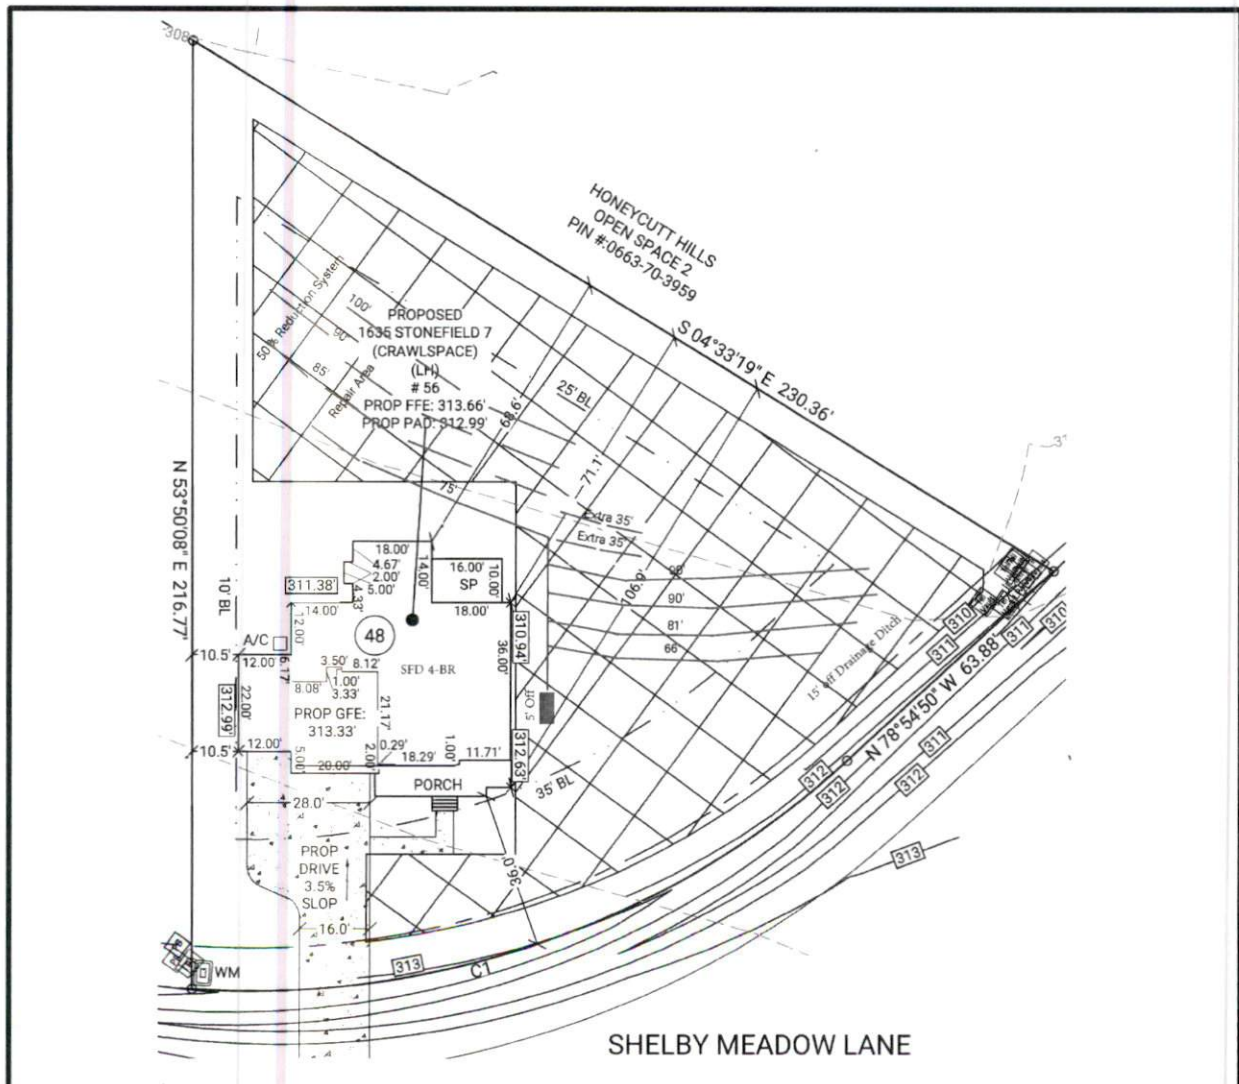 308
HONEYCUTT HILLS
OPEN SPACE 2
PIN #:0663-70-3959
S 04°33'19" E 230.36'
50 % Reduction System
Repair Area
100'
90'
85'
75'
PROPOSED
1635 STONEFIELD 7
(CRAWLSPACE)
(LH)
# 56
PROP FFE: 313.66'
PROP PAD: 312.99'
25' BL
68.6'
71.1'
106.9'
Extra 35'
Extra 35'
90'
81'
66'
15' off Drainage Ditch
N 53°50'08" E 216.77'
10' BL
18.00'
4.67'
2.00'
5.00'
4.33'
14.00'
16.00'
SP
10.00'
18.00'
311.38'
14.00'
12.00'
A/C
48
310.94'
36.00'
SFD 4-BR
10.5'
12.00'
6.17'
3.50'
8.12'
1.00'
3.33'
8.08'
312.99'
22.00'
PROP GFE:
313.33'
21.17'
10.5'
12.00'
5.00'
20.00'
2.00'
0.29'
18.29'
1.00'
11.71'
312.63'
PORCH
35' BL
28.0'
PROP
DRIVE
3.5%
SLOP
16.0'
36.0'
WM
313
C1
310
311
311
310
N 78°54'50" W 63.88'
311
312
312
312
313
SHELBY MEADOW LANE